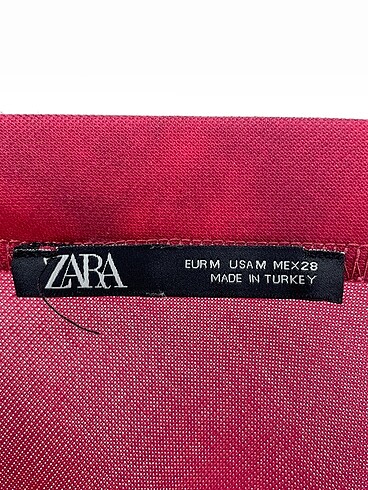 ZARA
EUR M USA M MEX 28
MADE IN TURKEY